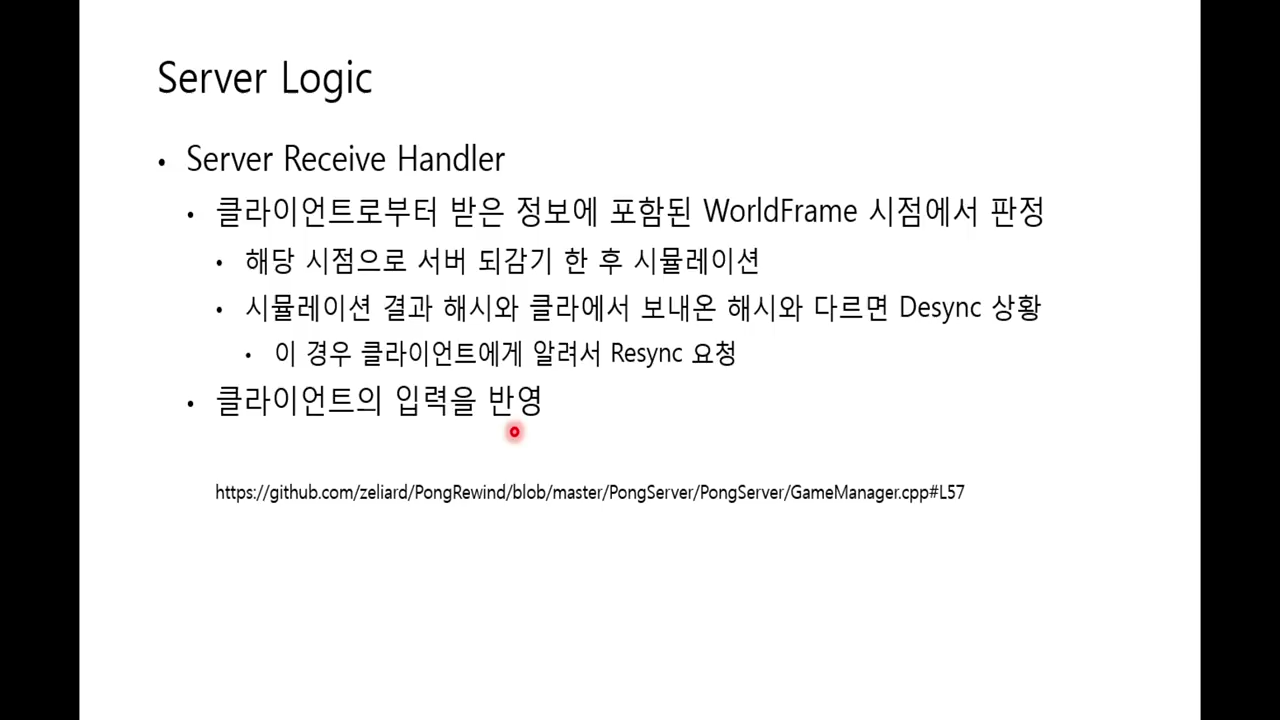 Server Logic
• Server Receive Handler
• 클라이언트로부터 받은 정보에 포함된 WorldFrame 시점에서 판정
• 해당 시점으로 서버 되감기 한 후 시뮬레이션
• 시뮬레이션 결과 해시와 클라에서 보내온 해시와 다르면 Desync 상황
• 이 경우 클라이언트에게 알려서 Resync 요청
• 클라이언트의 입력을 반영
https://github.com/zeliard/PongRewind/blob/master/PongServer/PongServer/GameManager.cpp#L57